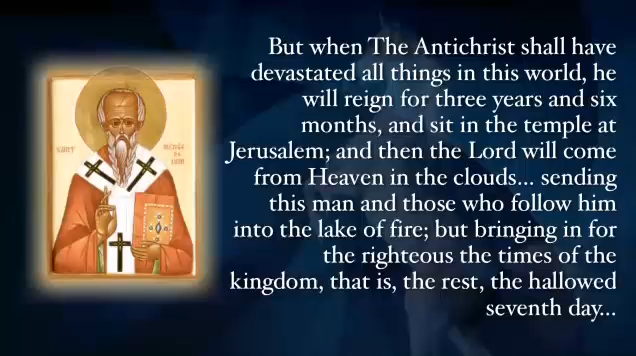 SAINT
But when The Antichrist shall have
devastated all things in this world, he
will reign for three years and six
months, and sit in the temple at
Jerusalem; and then the Lord will come
from Heaven in the clouds... sending
this man and those who follow him
into the lake of fire; but bringing in for
the righteous the times of the
kingdom, that is, the rest, the hallowed
seventh day...